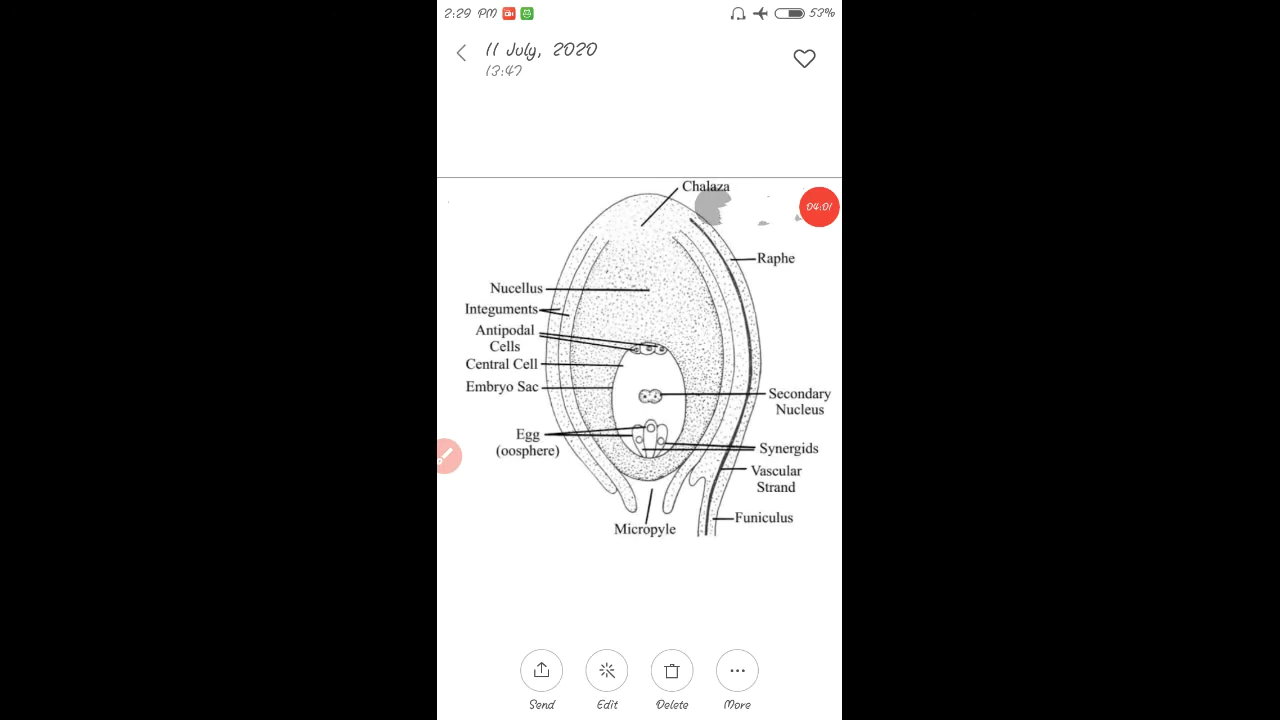 2:29 PM
53%
11 July, 2020
13:47
04:01
Chalaza
Raphe
Nucellus
Integuments
Antipodal
Cells
Central Cell
Embryo Sac
Secondary
Nucleus
Egg
(oosphere)
Synergids
Vascular
Strand
Funiculus
Micropyle
Send
Edit
Delete
More